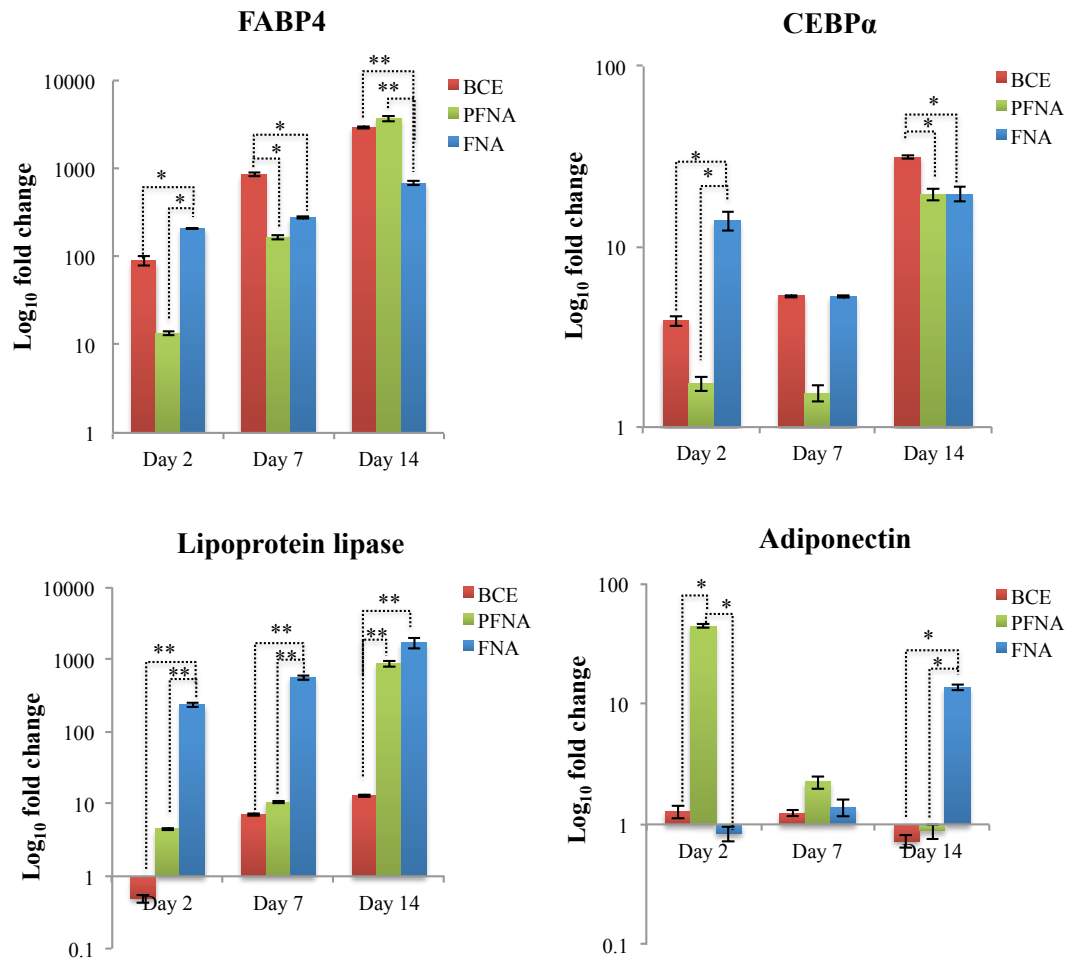 FABP4
10000
1000
100
10
1
Log₁₀ fold change
Day 2 Day 7 Day 14
* * * * ** **
BCE
PFNA
FNA
CEBPα
100
10
1
Log₁₀ fold change
Day 2 Day 7 Day 14
* * * *
BCE
PFNA
FNA
Lipoprotein lipase
10000
1000
100
10
1
0.1
Log₁₀ fold change
Day 2 Day 7 Day 14
** ** ** ** ** **
BCE
PFNA
FNA
Adiponectin
100
10
1
0.1
Log₁₀ fold change
Day 2 Day 7 Day 14
* * * *
BCE
PFNA
FNA